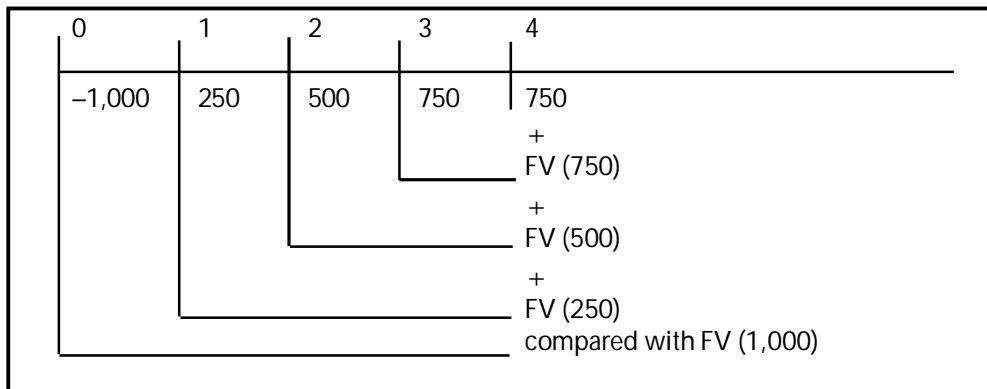 0 1 2 3 4
–1,000 250 500 750 750
+
FV (750)
+
FV (500)
+
FV (250)
compared with FV (1,000)